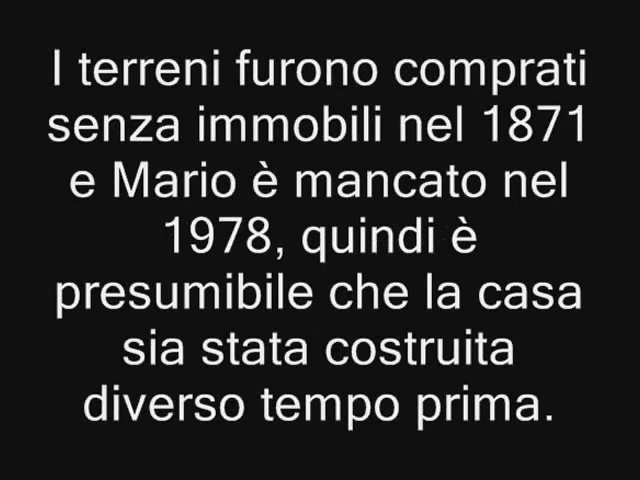 I terreni furono comprati
senza immobili nel 1871
e Mario è mancato nel
1978, quindi è
presumibile che la casa
sia stata costruita
diverso tempo prima.